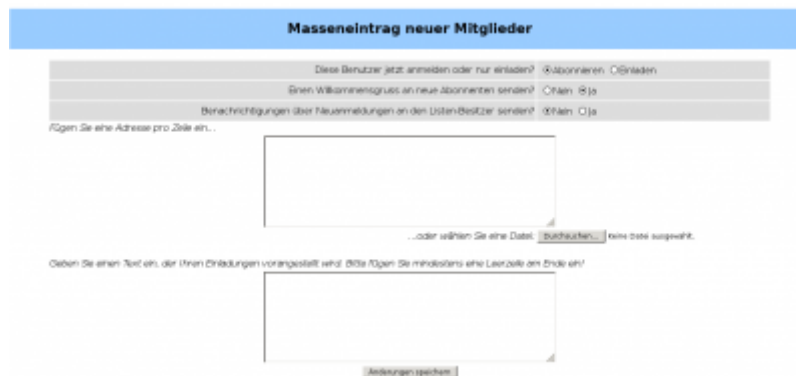 Masseneintrag neuer Mitglieder
Diese Benutzer jetzt anmelden oder nur einladen? Abonnieren Einladen
Einen Willkommensgruss an neue Abonnenten senden? Nein Ja
Benachrichtigungen über Neuanmeldungen an den Listen-Besitzer senden? Nein Ja
Fügen Sie eine Adresse pro Zeile ein...
...oder wählen Sie eine Datei: Durchsuchen... Keine Datei ausgewählt.
Geben Sie einen Text ein, der Ihren Einladungen vorangestellt wird. Bitte fügen Sie mindestens eine Leerzeile am Ende ein!
Änderungen speichern